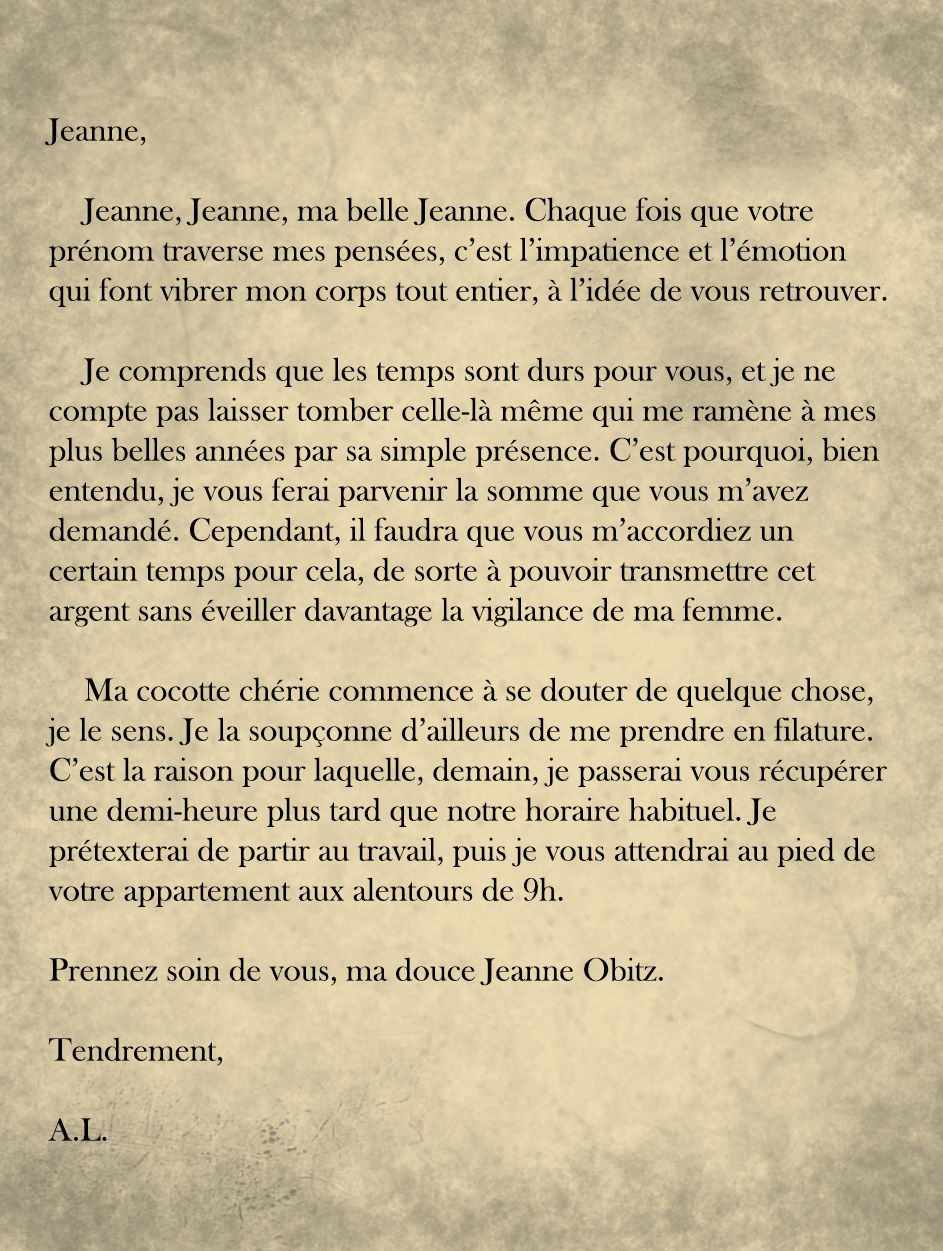 Jeanne,
Jeanne, Jeanne, ma belle Jeanne. Chaque fois que votre
prénom traverse mes pensées, c’est l’impatience et l’émotion
qui font vibrer mon corps tout entier, à l’idée de vous retrouver.
Je comprends que les temps sont durs pour vous, et je ne
compte pas laisser tomber celle-là même qui me ramène à mes
plus belles années par sa simple présence. C’est pourquoi, bien
entendu, je vous ferai parvenir la somme que vous m’avez
demandé. Cependant, il faudra que vous m’accordiez un
certain temps pour cela, de sorte à pouvoir transmettre cet
argent sans éveiller davantage la vigilance de ma femme.
Ma cocotte chérie commence à se douter de quelque chose,
je le sens. Je la soupçonne d’ailleurs de me prendre en filature.
C’est la raison pour laquelle, demain, je passerai vous récupérer
une demi-heure plus tard que notre horaire habituel. Je
prétexterai de partir au travail, puis je vous attendrai au pied de
votre appartement aux alentours de 9h.
Prennez soin de vous, ma douce Jeanne Obitz.
Tendrement,
A.L.